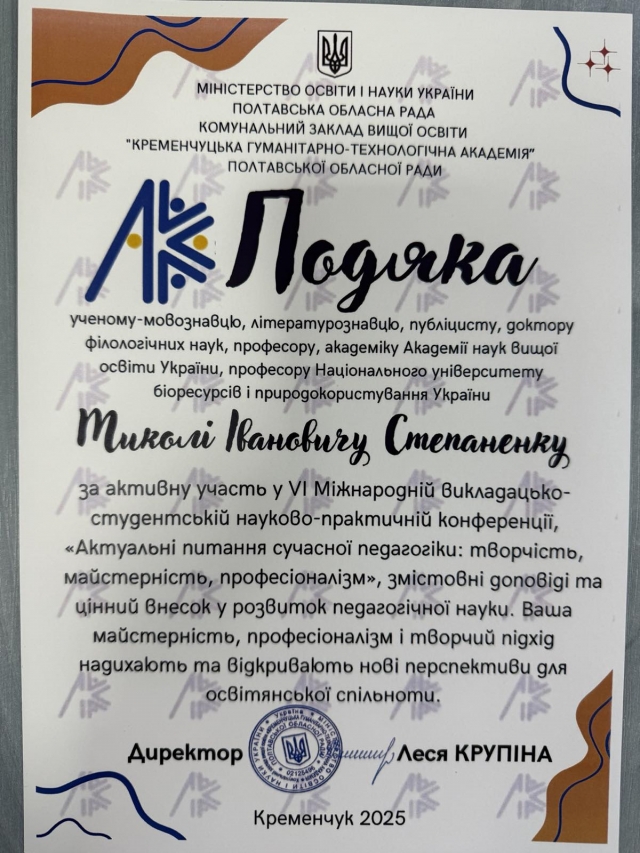 МІНІСТЕРСТВО ОСВІТИ І НАУКИ УКРАЇНИ
ПОЛТАВСЬКА ОБЛАСНА РАДА
КОМУНАЛЬНИЙ ЗАКЛАД ВИЩОЇ ОСВІТИ
"КРЕМЕНЧУЦЬКА ГУМАНІТАРНО-ТЕХНОЛОГІЧНА АКАДЕМІЯ"
ПОЛТАВСЬКОЇ ОБЛАСНОЇ РАДИ
Подяка
ученому-мовознавцю, літературознавцю, публіцисту, доктору
філологічних наук, професору, академіку Академії наук вищої
освіти України, професору Національного університету
біоресурсів і природокористування України
Миколі Івановичу Степаненку
за активну участь у VI Міжнародній викладацько-
студентській науково-практичній конференції,
«Актуальні питання сучасної педагогіки: творчість,
майстерність, професіоналізм», змістовні доповіді та
цінний внесок у розвиток педагогічної науки. Ваша
майстерність, професіоналізм і творчий підхід
надихають та відкривають нові перспективи для
освітянської спільноти.
Директор Леся КРУПІНА
Кременчук 2025